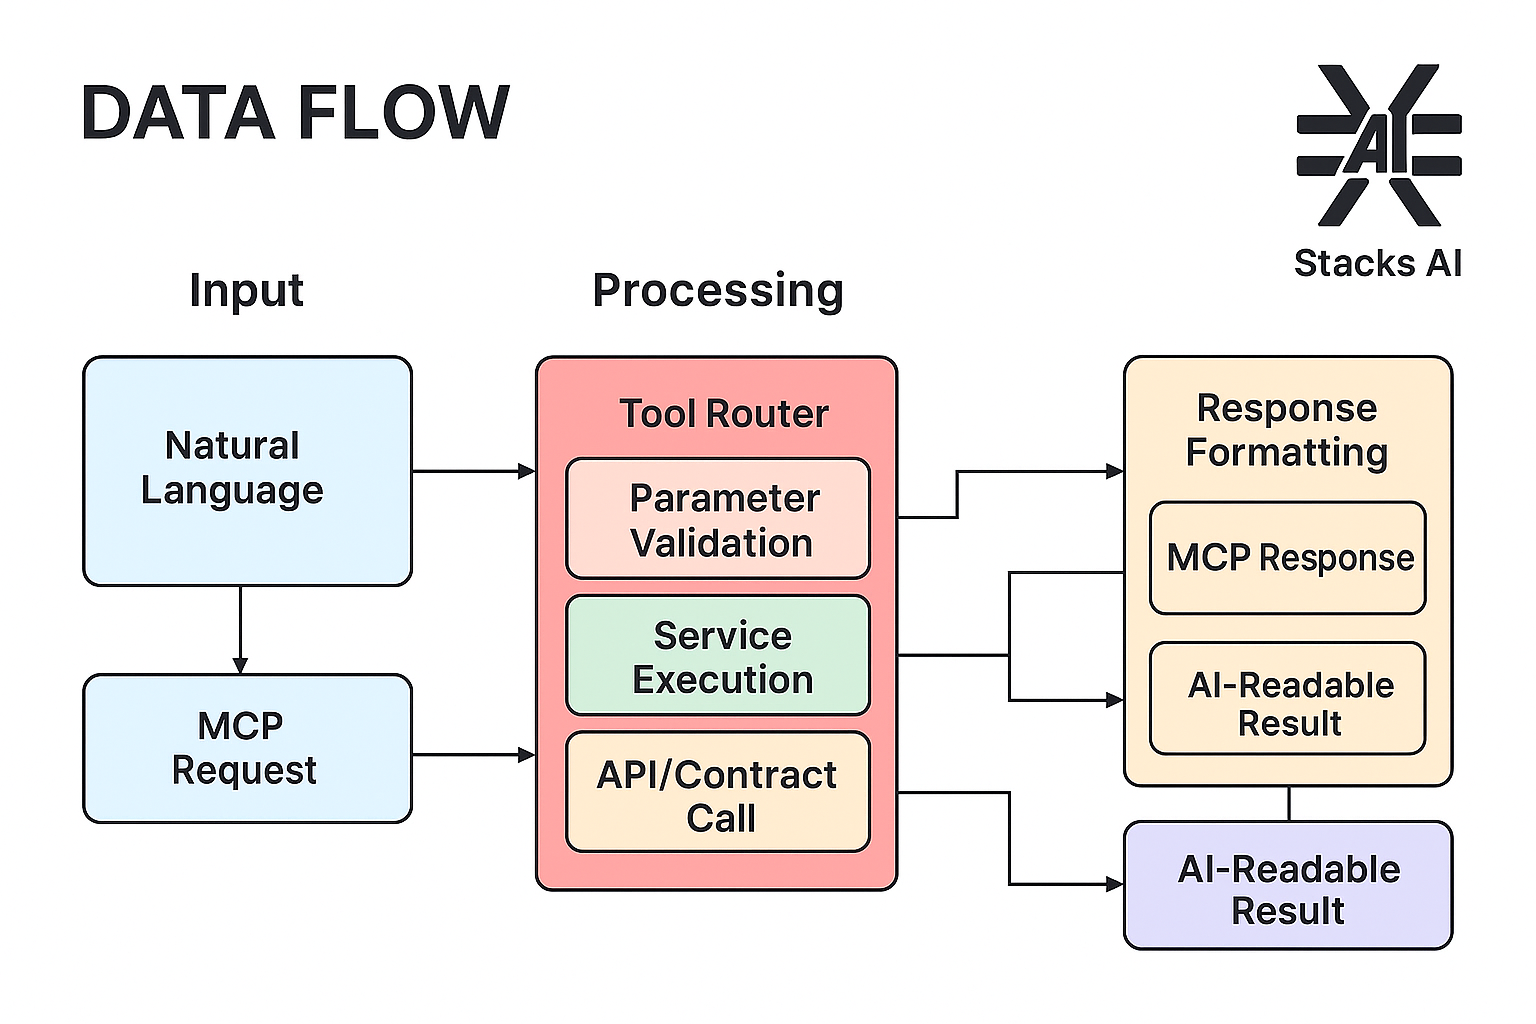 DATA FLOW
AI
Stacks AI
Input
Processing
Natural
Language
MCP
Request
Tool Router
Parameter
Validation
Service
Execution
API/Contract
Call
Response
Formatting
MCP Response
AI-Readable
Result
AI-Readable
Result